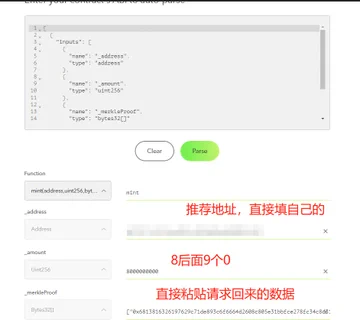 Enter your contract's ABI to auto-parse
1 [
2 {
3 "inputs": [
4 {
5 "name": "_address",
6 "type": "address"
7 },
8 {
9 "name": "_amount",
10 "type": "uint256"
11 },
12 {
13 "name": "_merkleProof",
14 "type": "bytes32[]"
Clear Parse
Function
mint(address,uint256,byt... mint
推荐地址，直接填自己的
_address
Address
8后面9个0
_amount
Uint256 8000000000
直接粘贴请求回来的数据
_merkleProof
Bytes32[]